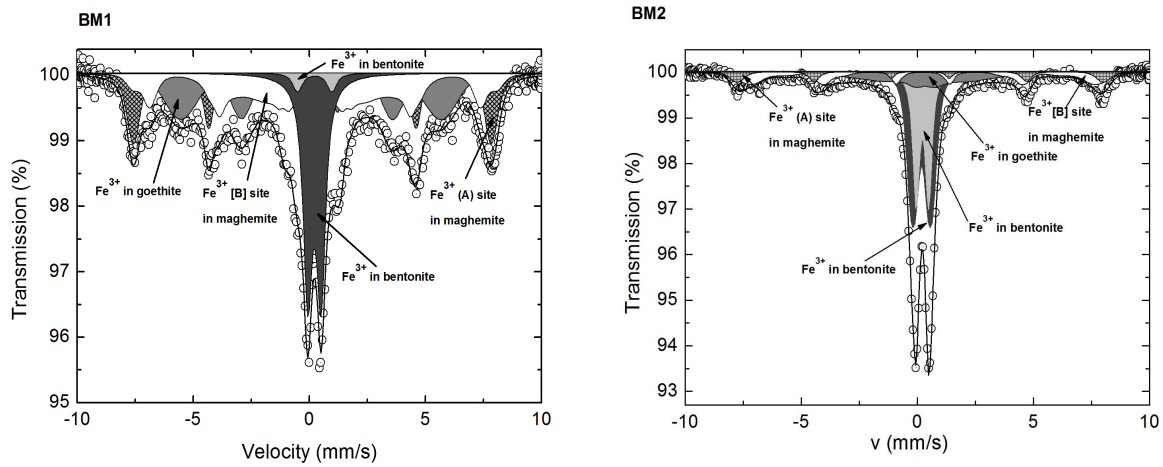 BM1
Fe3+ in bentonite
100
99
98
97
96
95
Transmission (%)
Fe3+ in goethite
Fe3+ [B] site
in maghemite
Fe3+ (A) site
in maghemite
Fe3+ in bentonite
-10
-5
0
5
10
Velocity (mm/s)
BM2
100
99
98
97
96
95
94
93
Transmission (%)
Fe3+ (A) site
in maghemite
Fe3+ [B] site
in maghemite
Fe3+ in goethite
Fe3+ in bentonite
Fe3+ in bentonite
-10
-5
0
5
10
v (mm/s)